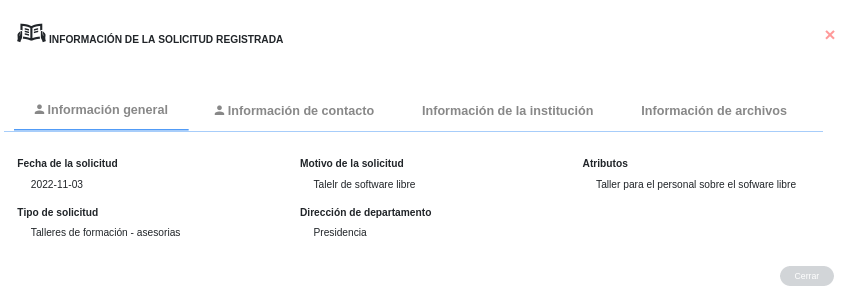 INFORMACIÓN DE LA SOLICITUD REGISTRADA
Información general Información de contacto Información de la institución Información de archivos
Fecha de la solicitud Motivo de la solicitud Atributos
2022-11-03 Talelr de software libre Taller para el personal sobre el sofware libre
Tipo de solicitud Dirección de departamento
Talleres de formación - asesorias Presidencia
Cerrar